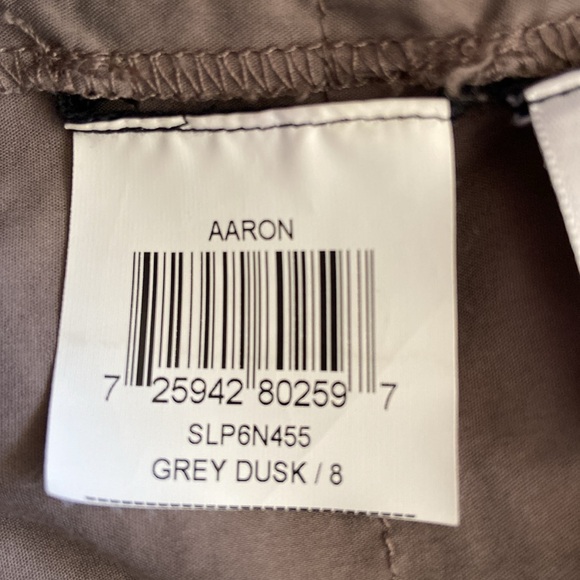 AARON
7 25942 80259 7
SLP6N455
GREY DUSK / 8